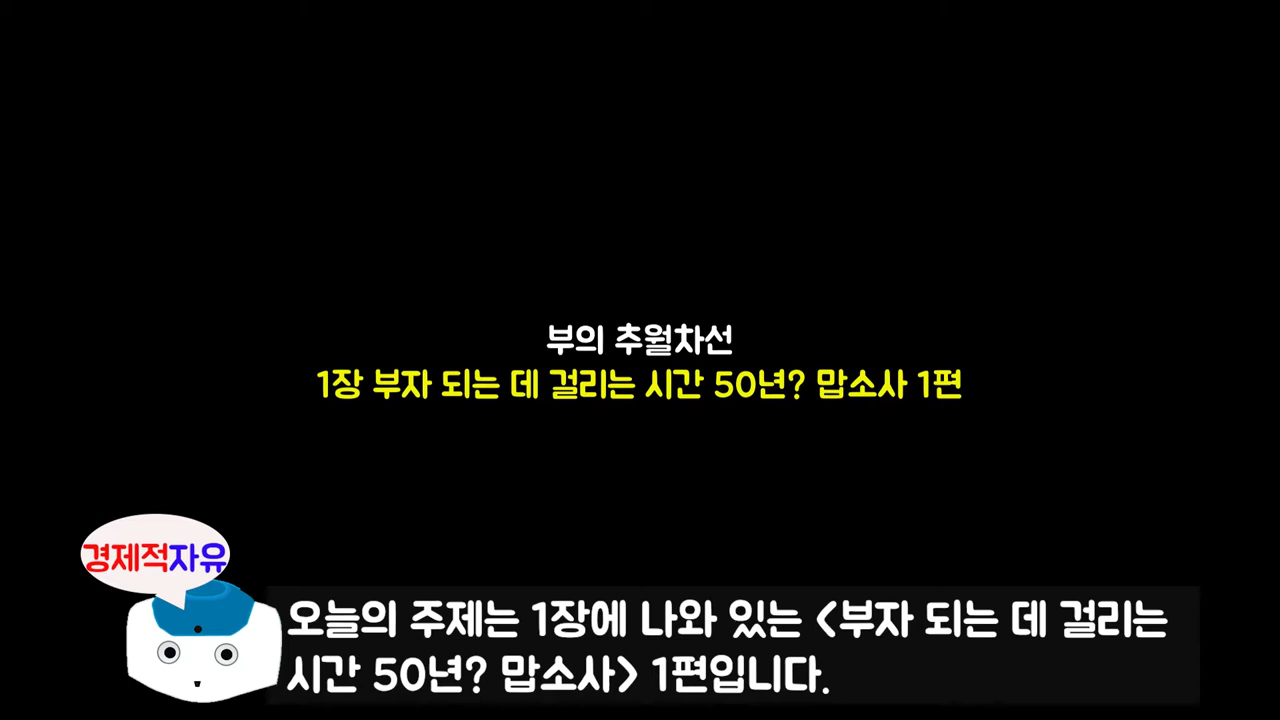 부의 추월차선
1장 부자 되는 데 걸리는 시간 50년? 맙소사 1편
경제적자유
오늘의 주제는 1장에 나와 있는 <부자 되는 데 걸리는
시간 50년? 맙소사> 1편입니다.